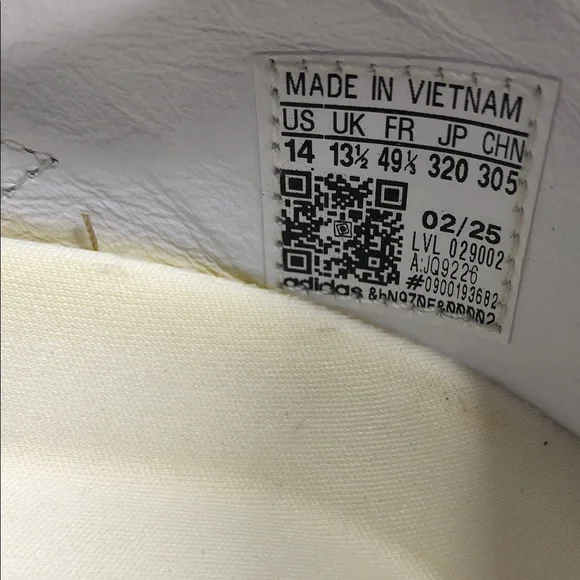 MADE IN VIETNAM
US UK FR JP CHN
14 13½ 49⅓ 320 305
02/25
LVL 029002
A:JQ9226
#0900193682
adidas